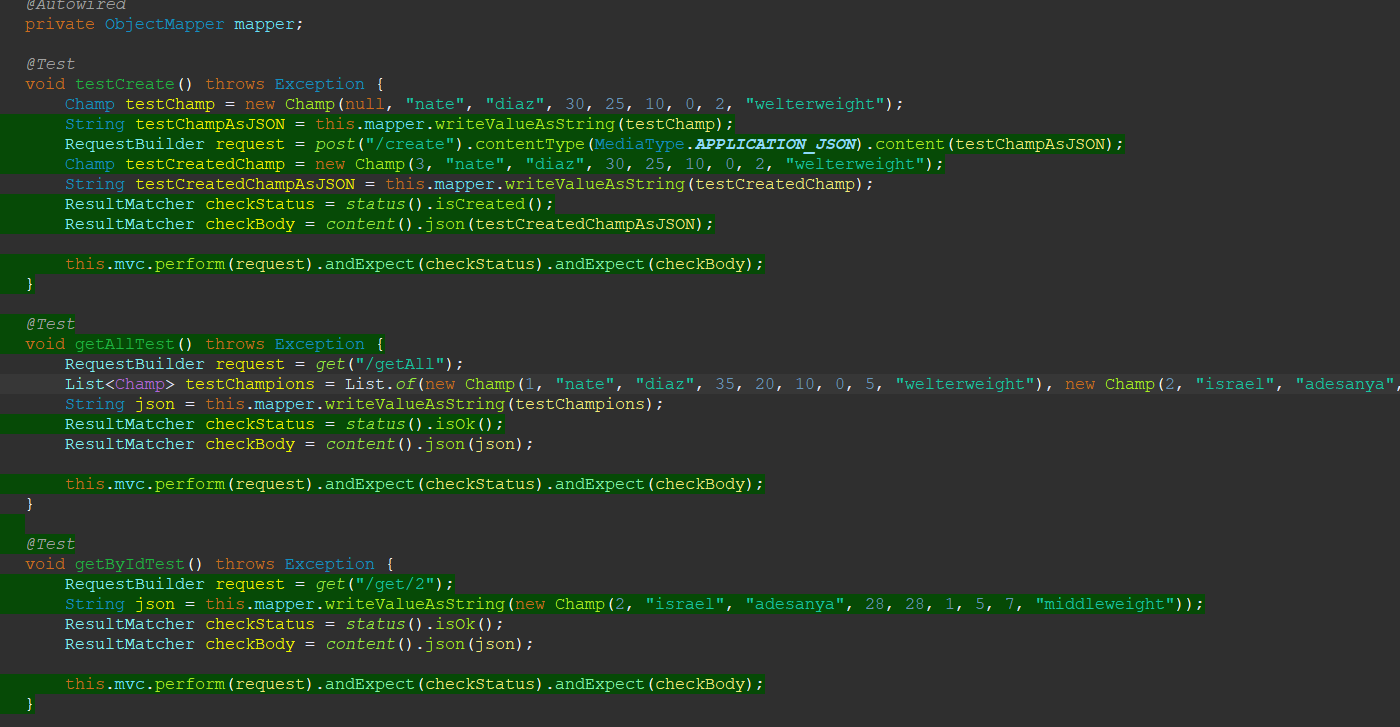 @Autowired
private ObjectMapper mapper;
@Test
void testCreate() throws Exception {
Champ testChamp = new Champ(null, "nate", "diaz", 30, 25, 10, 0, 2, "welterweight");
String testChampAsJSON = this.mapper.writeValueAsString(testChamp);
RequestBuilder request = post("/create").contentType(MediaType.APPLICATION_JSON).content(testChampAsJSON);
Champ testCreatedChamp = new Champ(3, "nate", "diaz", 30, 25, 10, 0, 2, "welterweight");
String testCreatedChampAsJSON = this.mapper.writeValueAsString(testCreatedChamp);
ResultMatcher checkStatus = status().isCreated();
ResultMatcher checkBody = content().json(testCreatedChampAsJSON);
this.mvc.perform(request).andExpect(checkStatus).andExpect(checkBody);
}
@Test
void getAllTest() throws Exception {
RequestBuilder request = get("/getAll");
List<Champ> testChampions = List.of(new Champ(1, "nate", "diaz", 35, 20, 10, 0, 5, "welterweight"), new Champ(2, "israel", "adesanya",
String json = this.mapper.writeValueAsString(testChampions);
ResultMatcher checkStatus = status().isOk();
ResultMatcher checkBody = content().json(json);
this.mvc.perform(request).andExpect(checkStatus).andExpect(checkBody);
}
@Test
void getByIdTest() throws Exception {
RequestBuilder request = get("/get/2");
String json = this.mapper.writeValueAsString(new Champ(2, "israel", "adesanya", 28, 28, 1, 5, 7, "middleweight"));
ResultMatcher checkStatus = status().isOk();
ResultMatcher checkBody = content().json(json);
this.mvc.perform(request).andExpect(checkStatus).andExpect(checkBody);
}